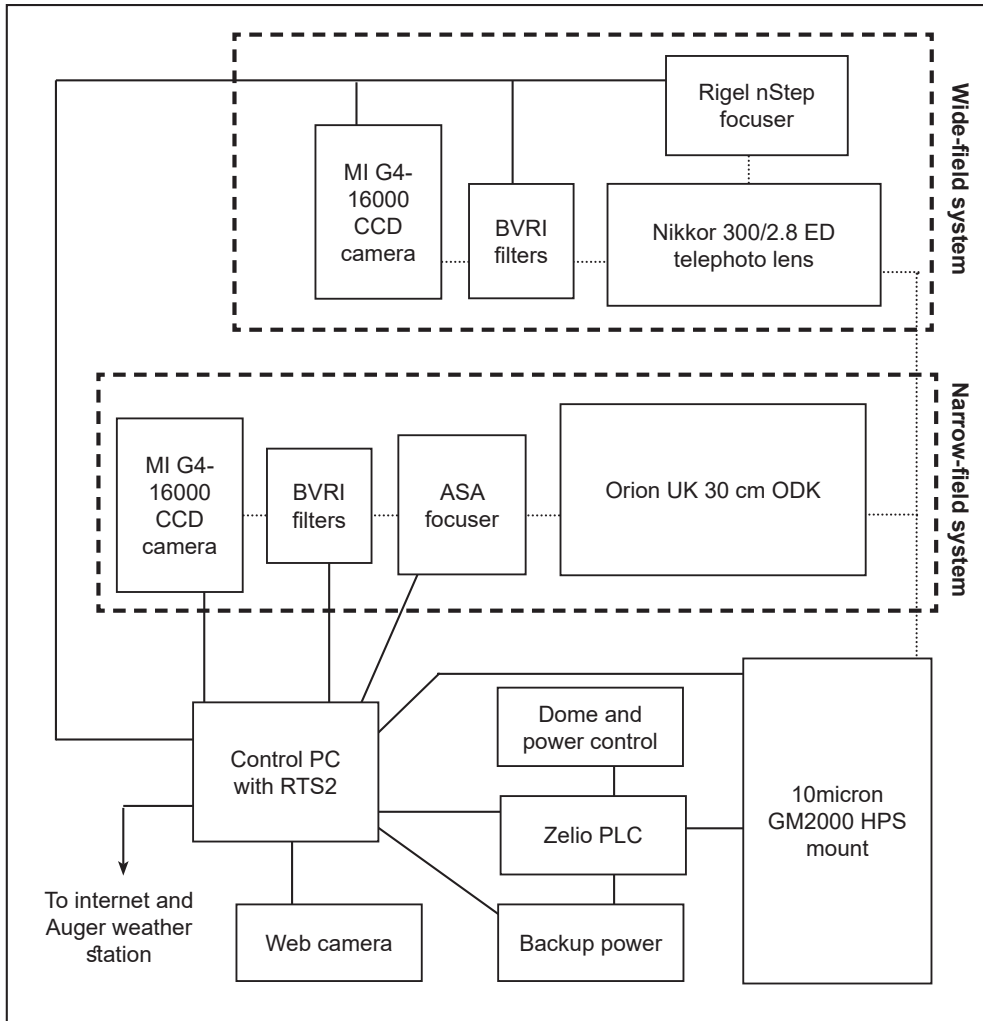 Wide-field system
Rigel nStep
focuser
MI G4-
16000
CCD
camera
BVRI
filters
Nikkor 300/2.8 ED
telephoto lens
Narrow-field system
MI G4-
16000
CCD
camera
BVRI
filters
ASA
focuser
Orion UK 30 cm ODK
Control PC
with RTS2
Dome and
power control
Zelio PLC
10micron
GM2000 HPS
mount
To internet and
Auger weather
station
Web camera
Backup power